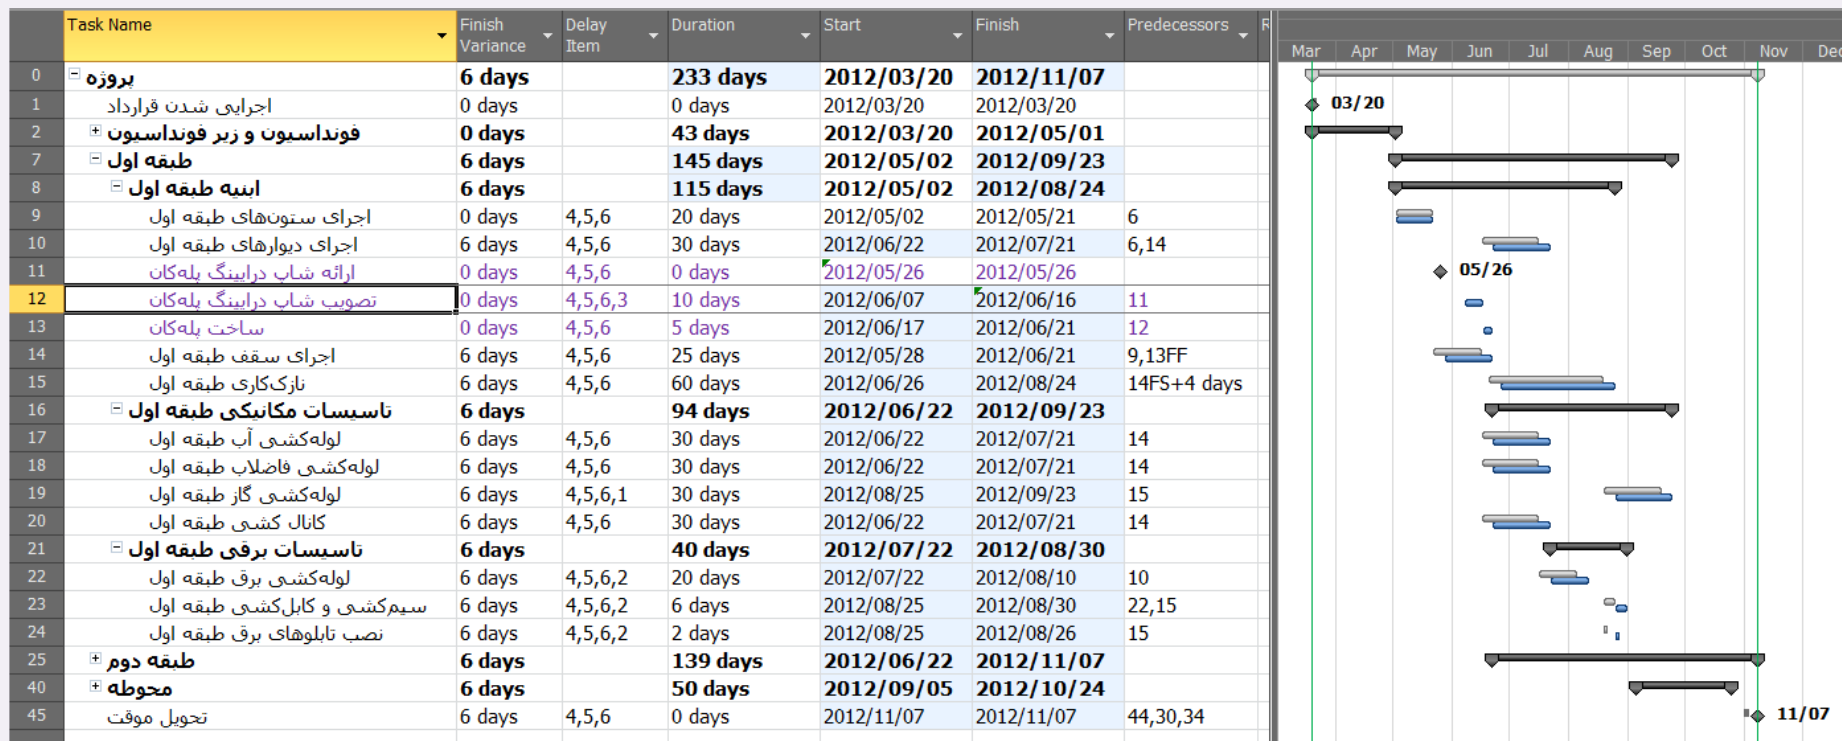 Task Name Finish Variance Delay Item Duration Start Finish Predecessors R
Mar Apr May Jun Jul Aug Sep Oct Nov Dec
0 پروژه 6 days 233 days 2012/03/20 2012/11/07
1 اجرایی شدن قرارداد 0 days 0 days 2012/03/20 2012/03/20 03/20
2 فونداسیون و زیر فونداسیون 0 days 43 days 2012/03/20 2012/05/01
7 طبقه اول 6 days 145 days 2012/05/02 2012/09/23
8 ابنیه طبقه اول 6 days 115 days 2012/05/02 2012/08/24
9 اجرای ستون‌های طبقه اول 0 days 4,5,6 20 days 2012/05/02 2012/05/21 6
10 اجرای دیوارهای طبقه اول 6 days 4,5,6 30 days 2012/06/22 2012/07/21 6,14
11 ارائه شاپ درایینگ پله‌کان 0 days 4,5,6 0 days 2012/05/26 2012/05/26 05/26
12 تصویب شاپ درایینگ پله‌کان 0 days 4,5,6,3 10 days 2012/06/07 2012/06/16 11
13 ساخت پله‌کان 0 days 4,5,6 5 days 2012/06/17 2012/06/21 12
14 اجرای سقف طبقه اول 6 days 4,5,6 25 days 2012/05/28 2012/06/21 9,13FF
15 نازک‌کاری طبقه اول 6 days 4,5,6 60 days 2012/06/26 2012/08/24 14FS+4 days
16 تاسیسات مکانیکی طبقه اول 6 days 94 days 2012/06/22 2012/09/23
17 لوله‌کشی آب طبقه اول 6 days 4,5,6 30 days 2012/06/22 2012/07/21 14
18 لوله‌کشی فاضلاب طبقه اول 6 days 4,5,6 30 days 2012/06/22 2012/07/21 14
19 لوله‌کشی گاز طبقه اول 6 days 4,5,6,1 30 days 2012/08/25 2012/09/23 15
20 کانال کشی طبقه اول 6 days 4,5,6 30 days 2012/06/22 2012/07/21 14
21 تاسیسات برقی طبقه اول 6 days 40 days 2012/07/22 2012/08/30
22 لوله‌کشی برق طبقه اول 6 days 4,5,6,2 20 days 2012/07/22 2012/08/10 10
23 سیم‌کشی و کابل‌کشی طبقه اول 6 days 4,5,6,2 6 days 2012/08/25 2012/08/30 22,15
24 نصب تابلوهای برق طبقه اول 6 days 4,5,6,2 2 days 2012/08/25 2012/08/26 15
25 طبقه دوم 6 days 139 days 2012/06/22 2012/11/07
40 محوطه 6 days 50 days 2012/09/05 2012/10/24
45 تحویل موقت 6 days 4,5,6 0 days 2012/11/07 2012/11/07 44,30,34 11/07